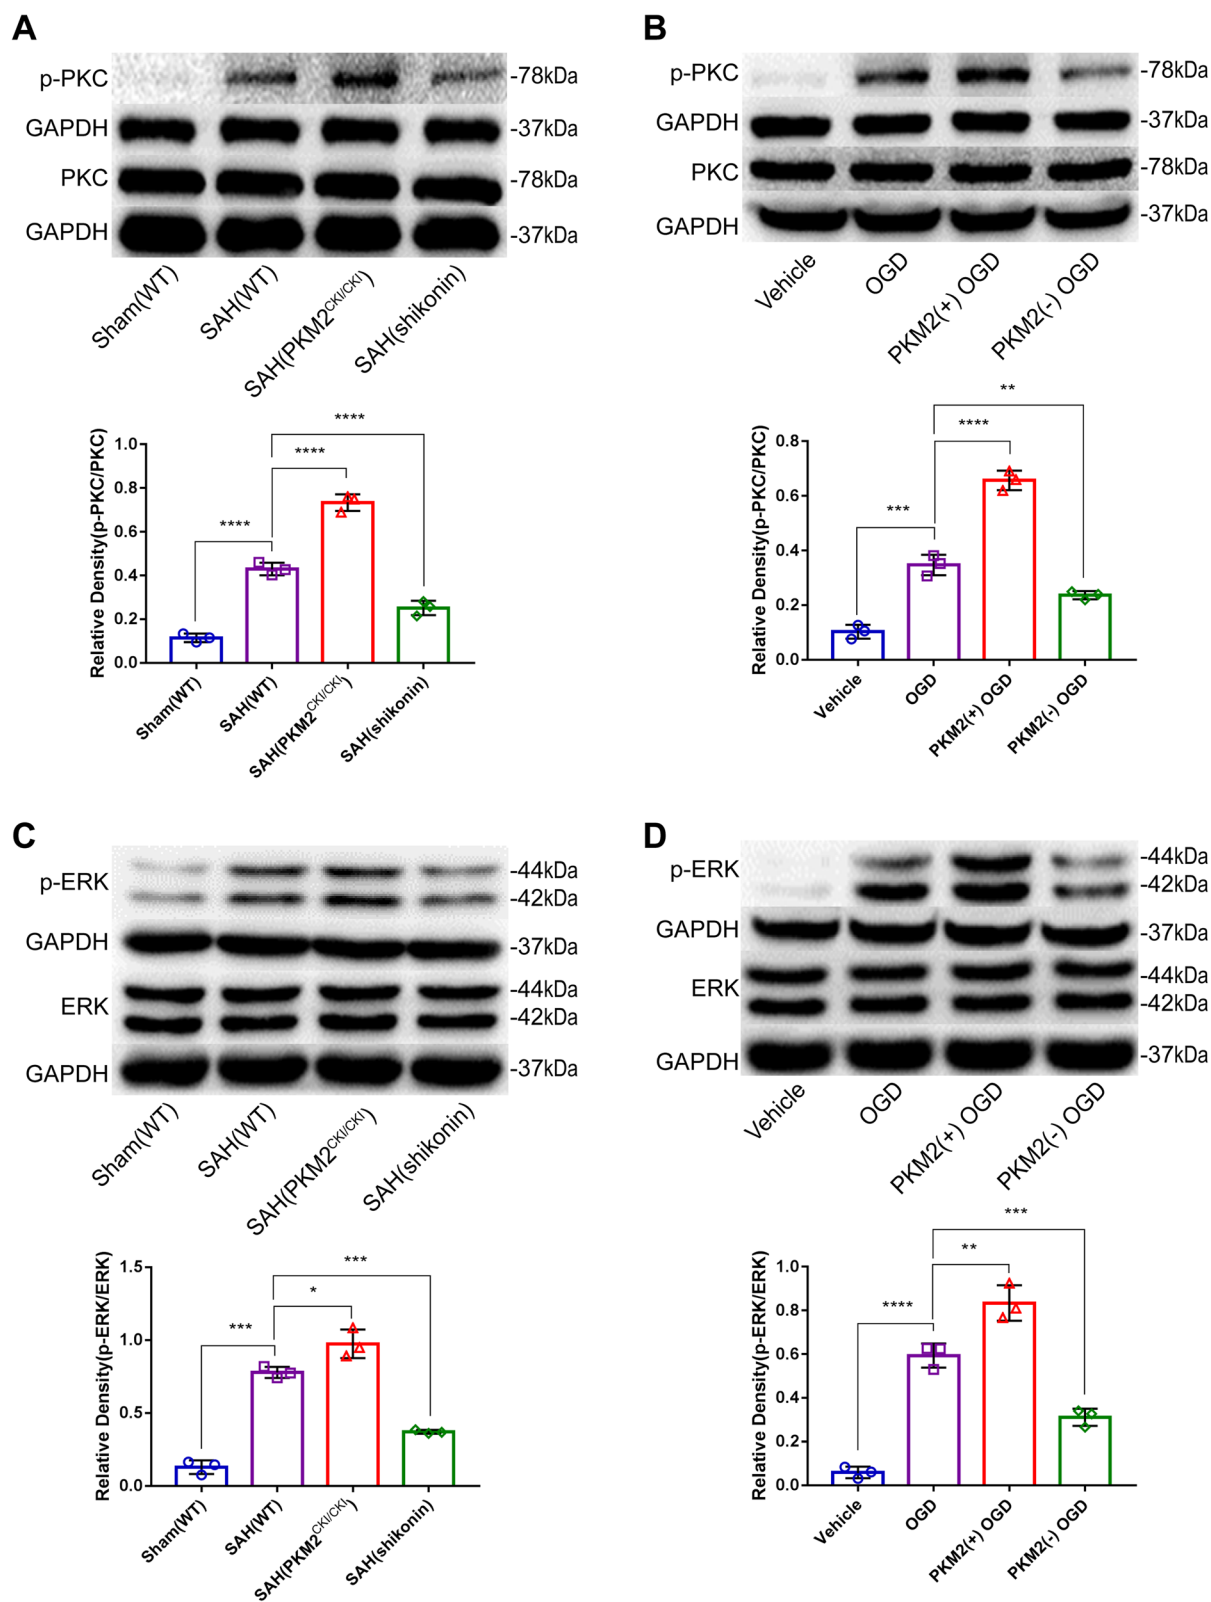 A
p-PKC -78kDa
GAPDH -37kDa
PKC -78kDa
GAPDH -37kDa
Sham(WT) SAH(WT) SAH(PKM2CKI/CKI) SAH(shikonin)
**** 
****
****
Relative Density(p-PKC/PKC)
1.0
0.8
0.6
0.4
0.2
0.0
Sham(WT) SAH(WT) SAH(PKM2CKI/CKI) SAH(shikonin)
B
p-PKC -78kDa
GAPDH -37kDa
PKC -78kDa
GAPDH -37kDa
Vehicle OGD PKM2(+) OGD PKM2(-) OGD
**
****
***
Relative Density(p-PKC/PKC)
0.8
0.6
0.4
0.2
0.0
Vehicle OGD PKM2(+) OGD PKM2(-) OGD
C
p-ERK -44kDa
-42kDa
GAPDH -37kDa
ERK -44kDa
-42kDa
GAPDH -37kDa
Sham(WT) SAH(WT) SAH(PKM2CKI/CKI) SAH(shikonin)
***
*
***
Relative Density(p-ERK/ERK)
1.5
1.0
0.5
0.0
Sham(WT) SAH(WT) SAH(PKM2CKI/CKI) SAH(shikonin)
D
p-ERK -44kDa
-42kDa
GAPDH -37kDa
ERK -44kDa
-42kDa
GAPDH -37kDa
Vehicle OGD PKM2(+) OGD PKM2(-) OGD
***
**
****
Relative Density(p-ERK/ERK)
1.0
0.8
0.6
0.4
0.2
0.0
Vehicle OGD PKM2(+) OGD PKM2(-) OGD